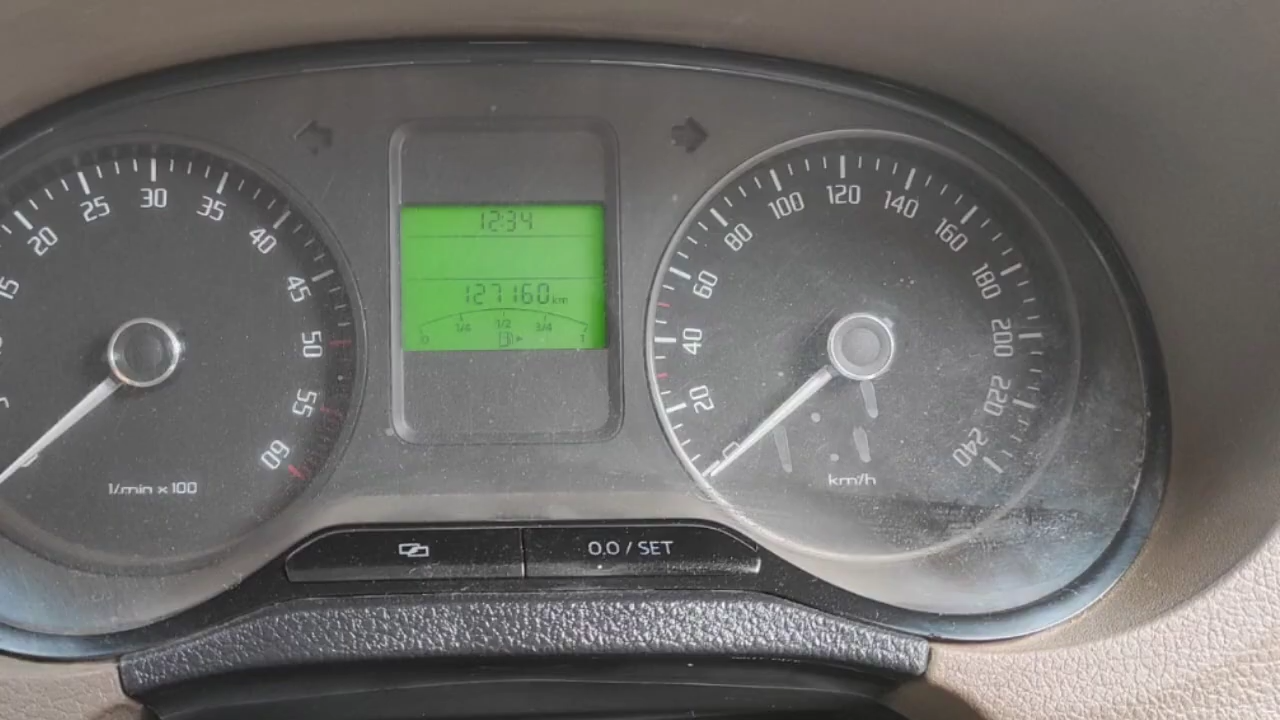 12:34
127160 km
0 1/4 1/2 3/4 1
15 20 25 30 35 40 45 50 55 60
1/min x 100
0 20 40 60 80 100 120 140 160 180 200 220 240
km/h
0.0 / SET